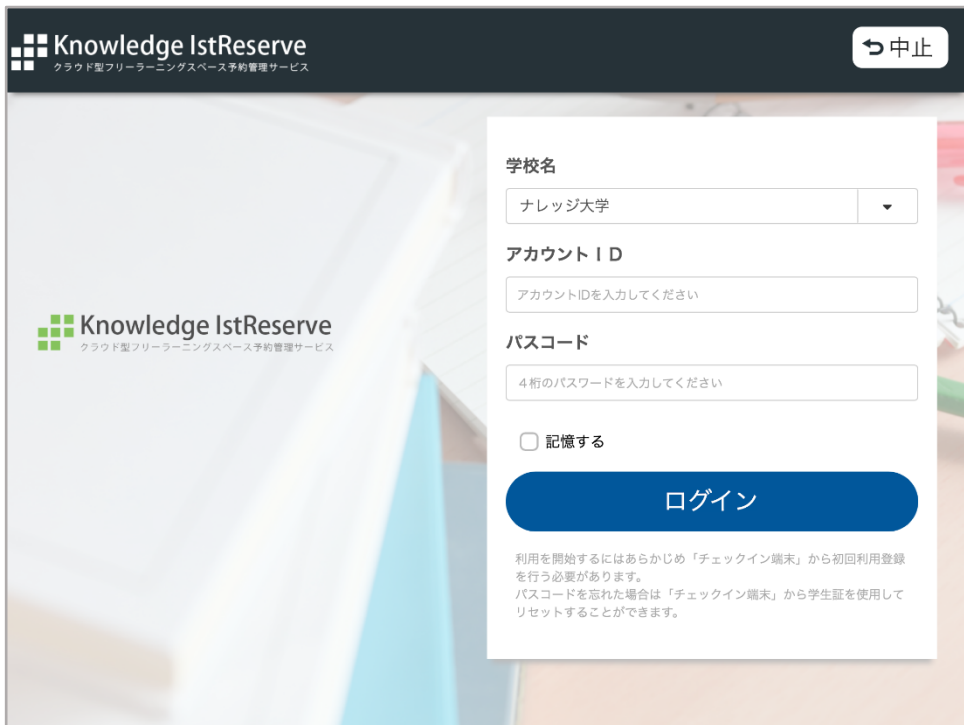 Knowledge IstReserve
クラウド型フリーラーニングスペース予約管理サービス
中止
Knowledge IstReserve
クラウド型フリーラーニングスペース予約管理サービス
学校名
ナレッジ大学
アカウントＩＤ
アカウントIDを入力してください
パスコード
４桁のパスワードを入力してください
記憶する
ログイン
利用を開始するにはあらかじめ「チェックイン端末」から初回利用登録
を行う必要があります。
パスコードを忘れた場合は「チェックイン端末」から学生証を使用して
リセットすることができます。